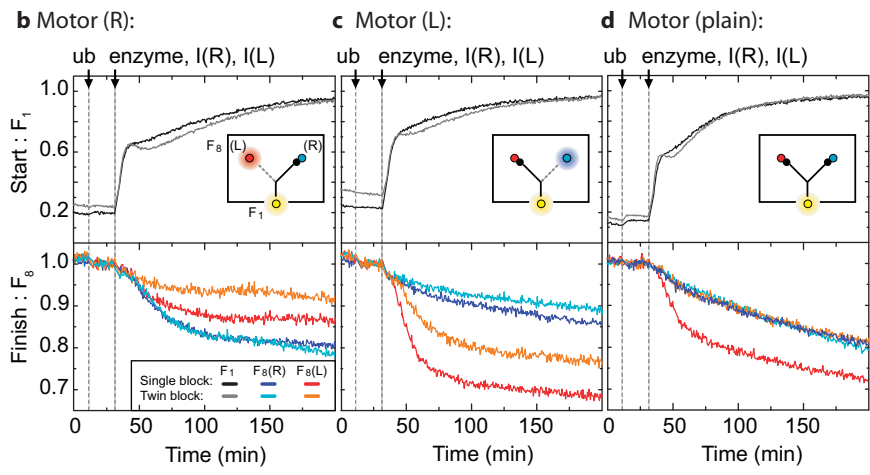 b Motor (R):
c Motor (L):
d Motor (plain):
ub enzyme, I(R), I(L)
ub enzyme, I(R), I(L)
ub enzyme, I(R), I(L)
Start : F1
1.0
0.6
0.2
F8 (L)
(R)
F1
Finish : F8
1.0
0.9
0.8
0.7
F1 F8(R) F8(L)
Single block:
Twin block:
0 50 100 150
0 50 100 150
0 50 100 150
Time (min)
Time (min)
Time (min)